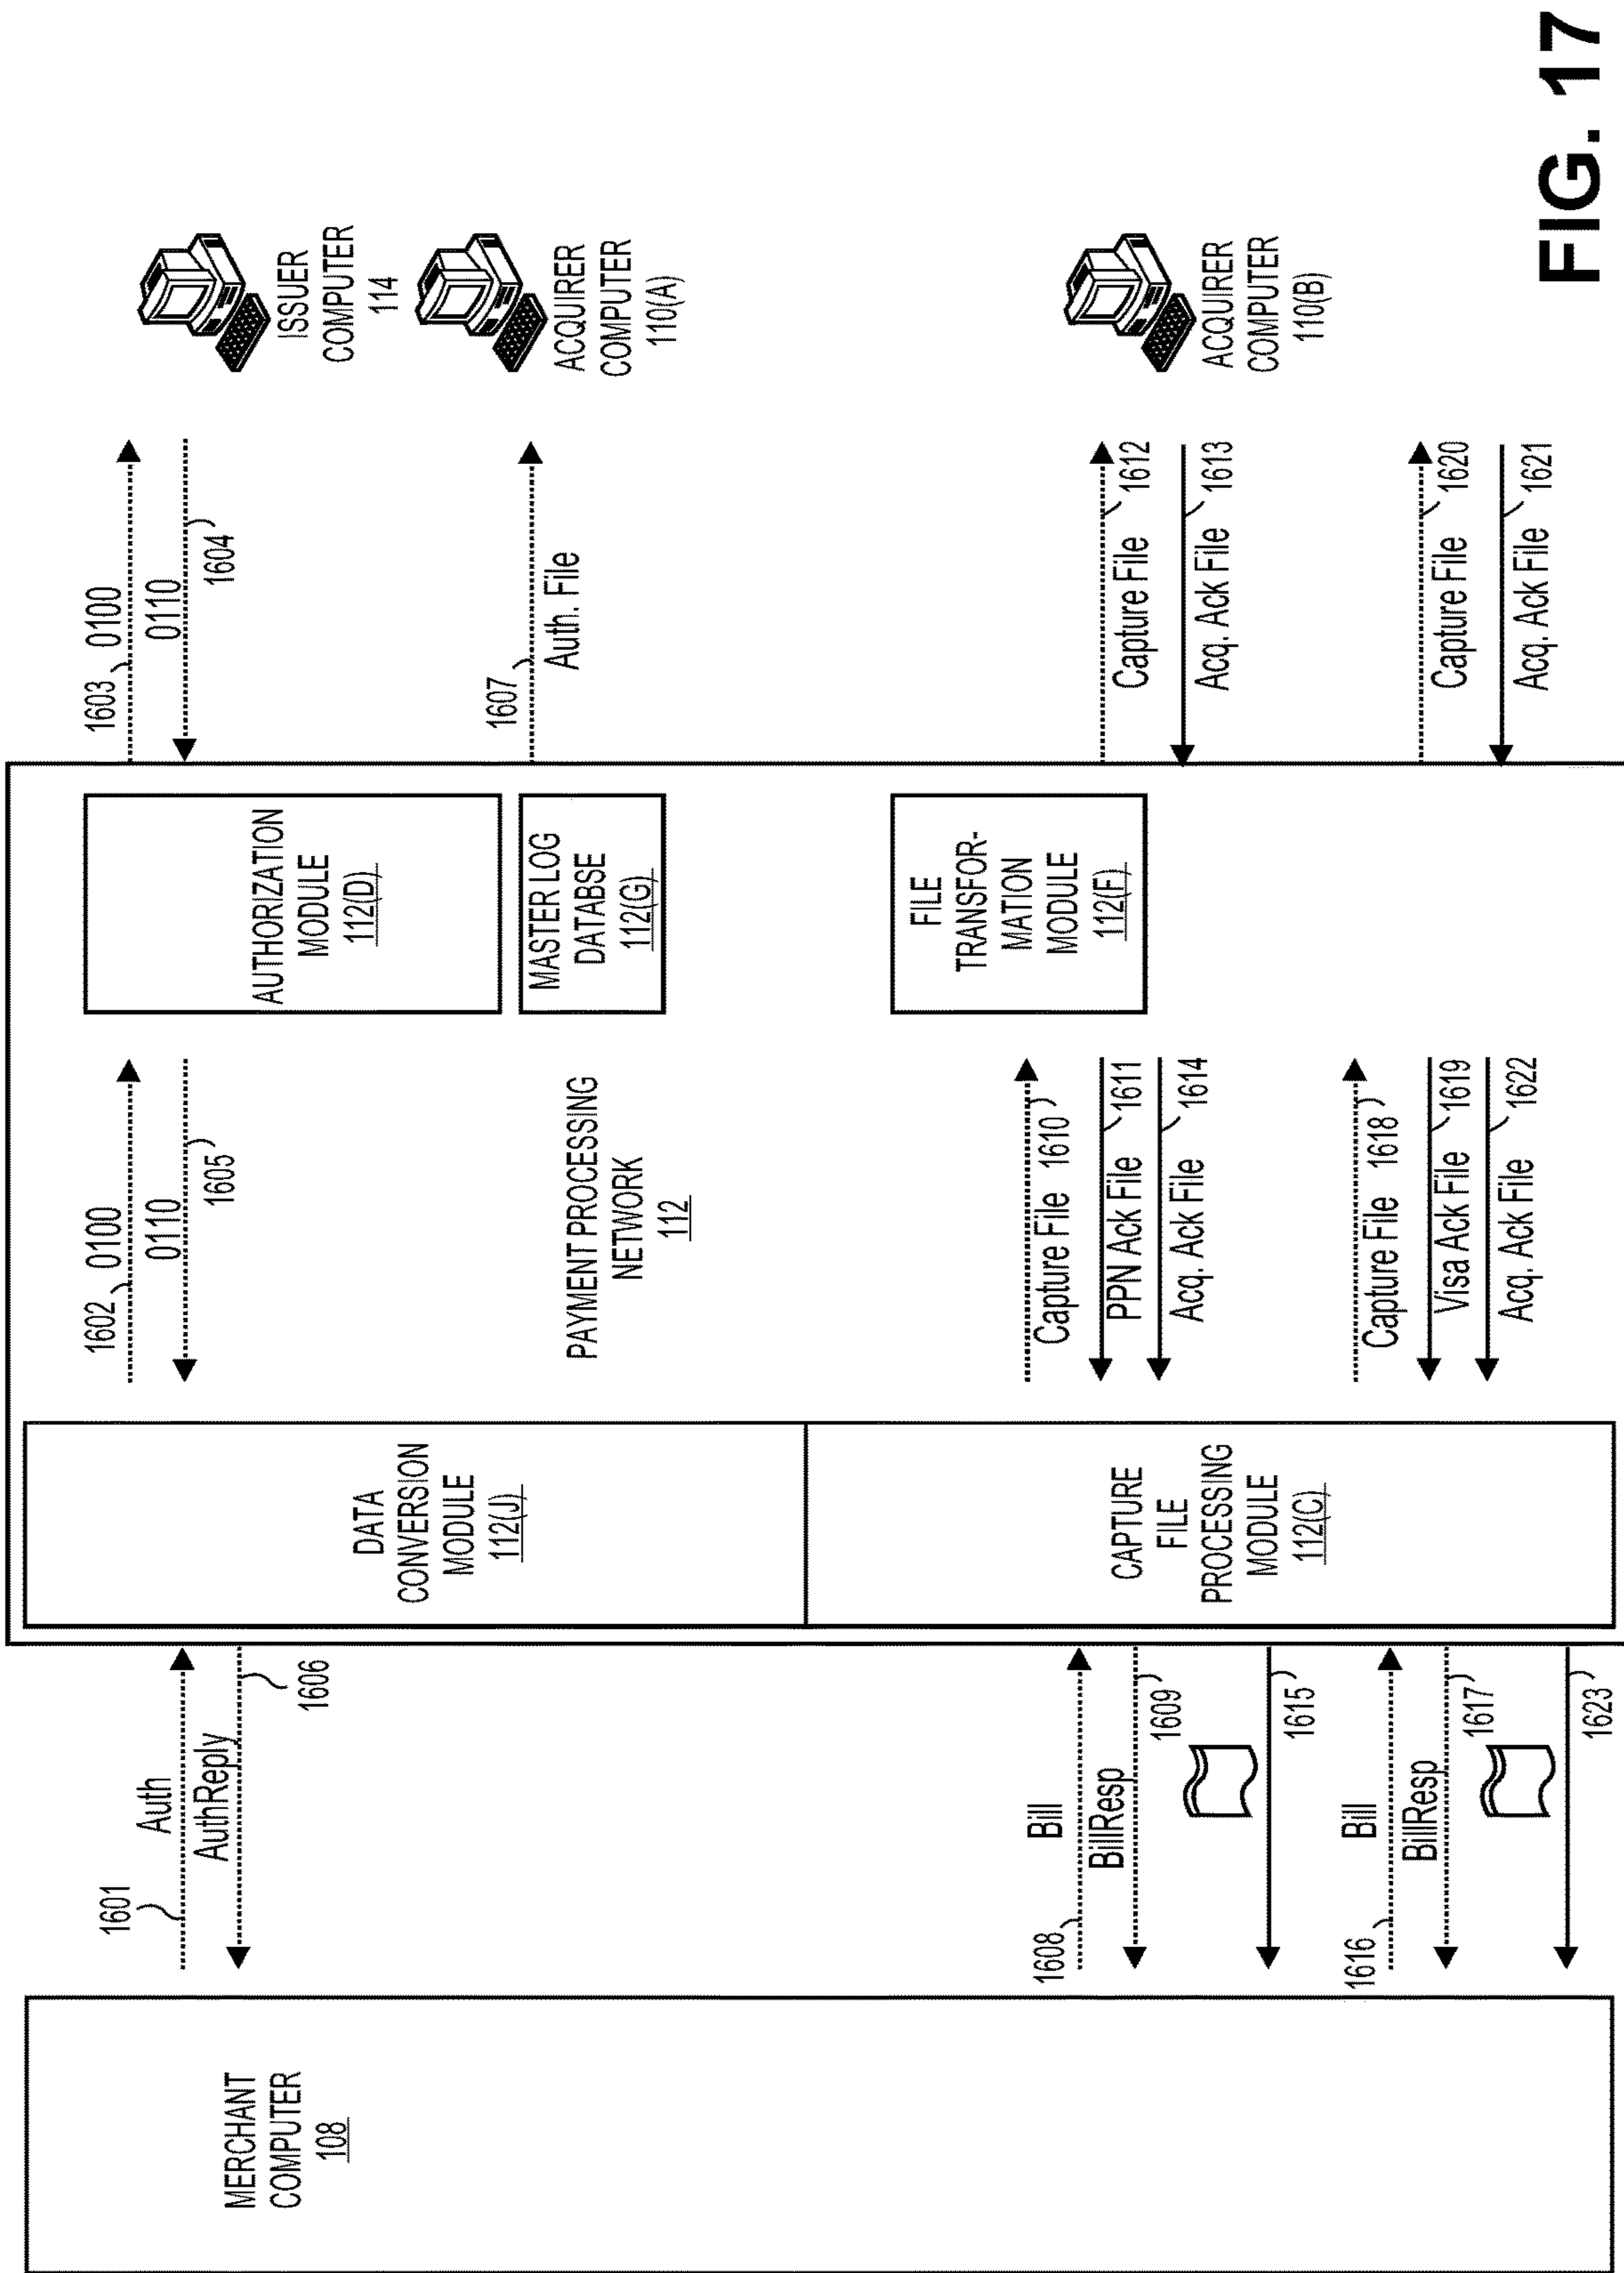 MERCHANT
COMPUTER
108
1601
Auth
AuthReply
1606
1608
Bill
BillResp
1609
1615
1616
Bill
BillResp
1617
1623
DATA
CONVERSION
MODULE
112(J)
CAPTURE
FILE
PROCESSING
MODULE
112(C)
1602
0100
0110
1605
PAYMENT PROCESSING
NETWORK
112
Capture File
1610
PPN Ack File
1611
Acq. Ack File
1614
Capture File
1618
Visa Ack File
1619
Acq. Ack File
1622
AUTHORIZATION
MODULE
112(D)
MASTER LOG
DATABSE
112(G)
FILE
TRANSFOR-
MATION
MODULE
112(F)
1603
0100
0110
1604
1607
Auth. File
Capture File
1612
Acq. Ack File
1613
Capture File
1620
Acq. Ack File
1621
ISSUER
COMPUTER
114
ACQUIRER
COMPUTER
110(A)
ACQUIRER
COMPUTER
110(B)
FIG. 17